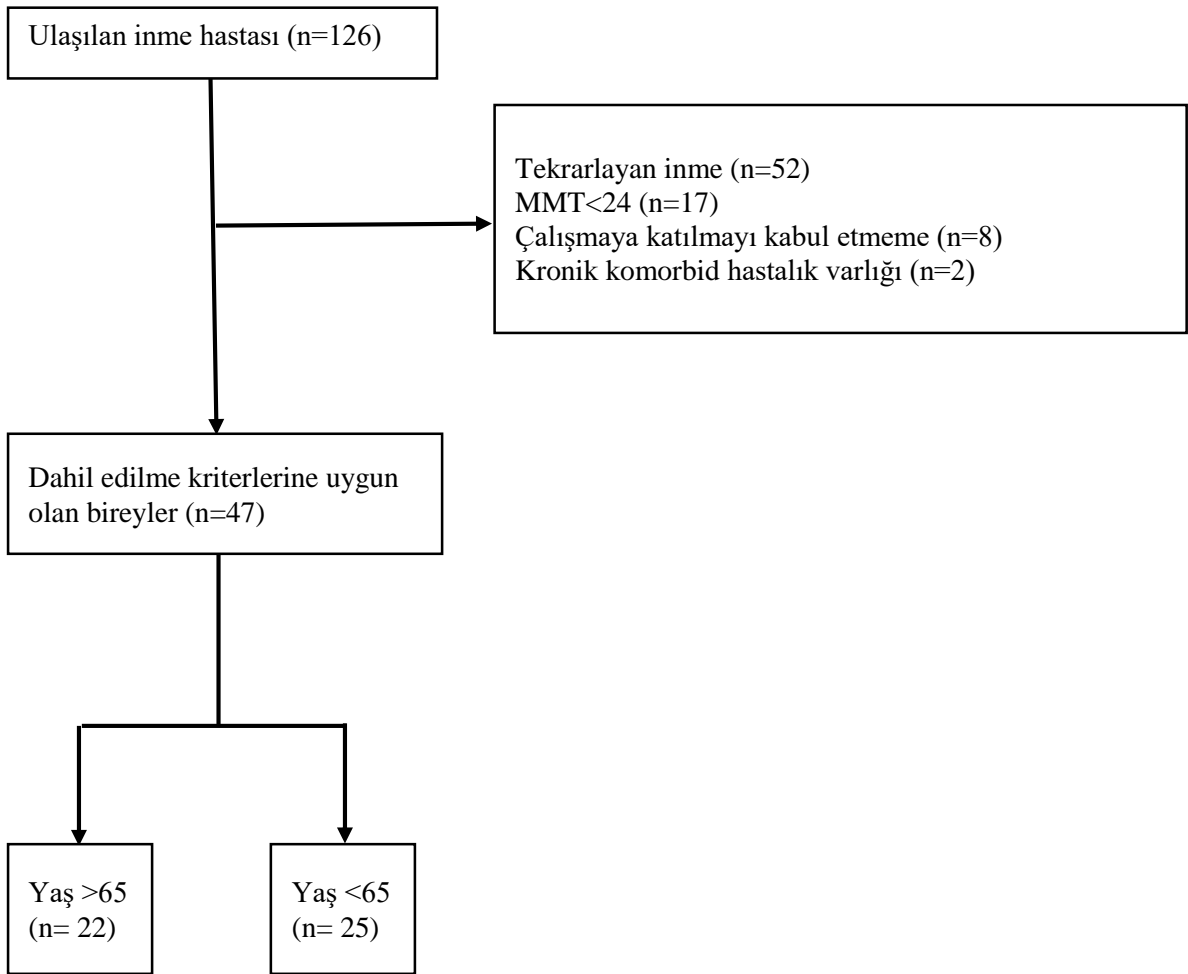 Ulaşılan inme hastası (n=126)
Tekrarlayan inme (n=52)
MMT<24 (n=17)
Çalışmaya katılmayı kabul etmeme (n=8)
Kronik komorbid hastalık varlığı (n=2)
Dahil edilme kriterlerine uygun
olan bireyler (n=47)
Yaş >65
(n= 22)
Yaş <65
(n= 25)